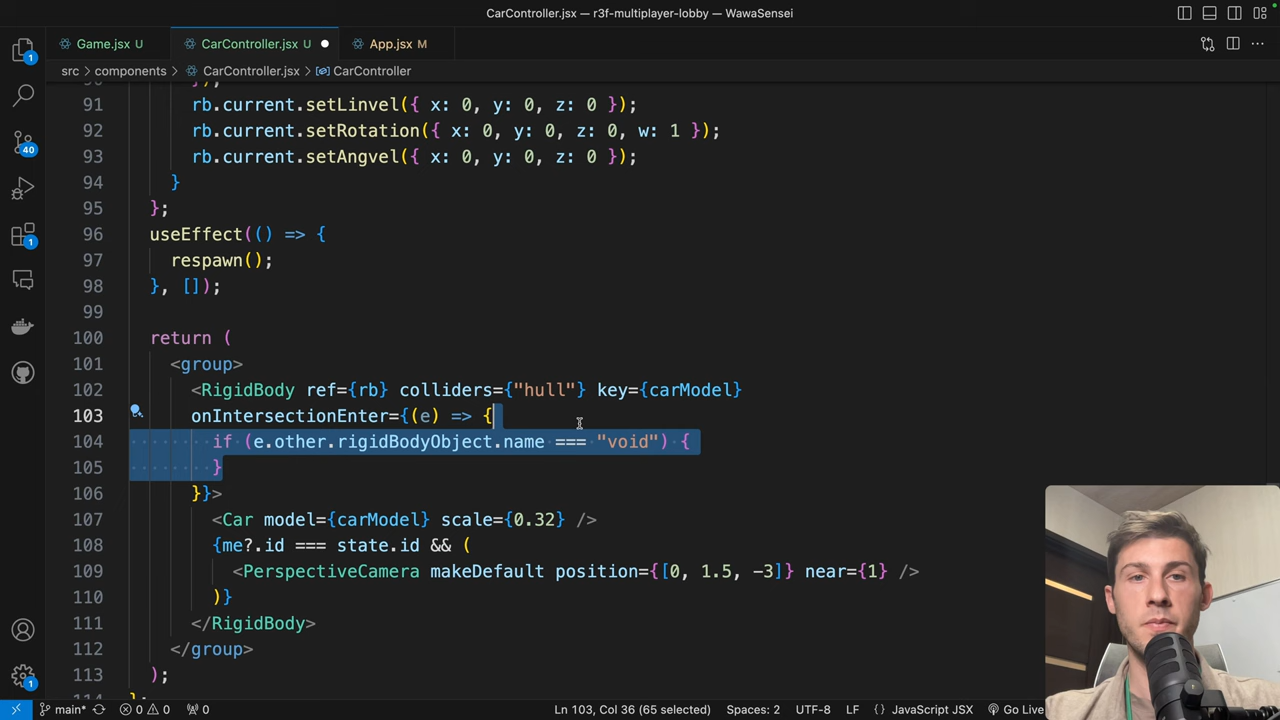 CarController.jsx — r3f-multiplayer-lobby — WawaSensei
Game.jsx U
CarController.jsx U
App.jsx M
src > components > CarController.jsx > CarController
91 rb.current.setLinvel({ x: 0, y: 0, z: 0 });
92 rb.current.setRotation({ x: 0, y: 0, z: 0, w: 1 });
93 rb.current.setAngvel({ x: 0, y: 0, z: 0 });
94 }
95 };
96 useEffect(() => {
97 respawn();
98 }, []);
99
100 return (
101 <group>
102 <RigidBody ref={rb} colliders={"hull"} key={carModel}
103 onIntersectionEnter={(e) => {
104 if (e.other.rigidBodyObject.name === "void") {
105 }
106 }}>
107 <Car model={carModel} scale={0.32} />
108 {me?.id === state.id && (
109 <PerspectiveCamera makeDefault position={[0, 1.5, -3]} near={1} />
110 )}
111 </RigidBody>
112 </group>
113 );
1
40
1
1
main* 0 0 0 Ln 103, Col 36 (65 selected) Spaces: 2 UTF-8 LF {} JavaScript JSX Go Live